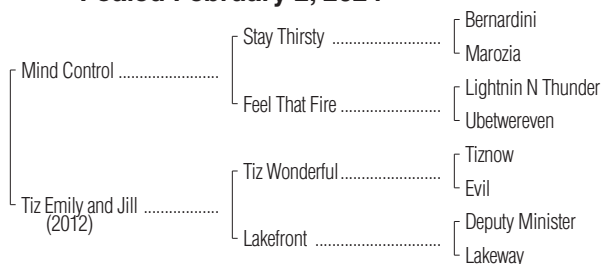 Foaled February 2, 2024
Bernardini
Stay Thirsty ............................
Marozia
Mind Control .........................
Lightnin N Thunder
Feel That Fire .........................
Ubetwereven
Tiznow
Tiz Wonderful .........................
Evil
Tiz Emily and Jill ...................
(2012)
Deputy Minister
Lakefront ...............................
Lakeway